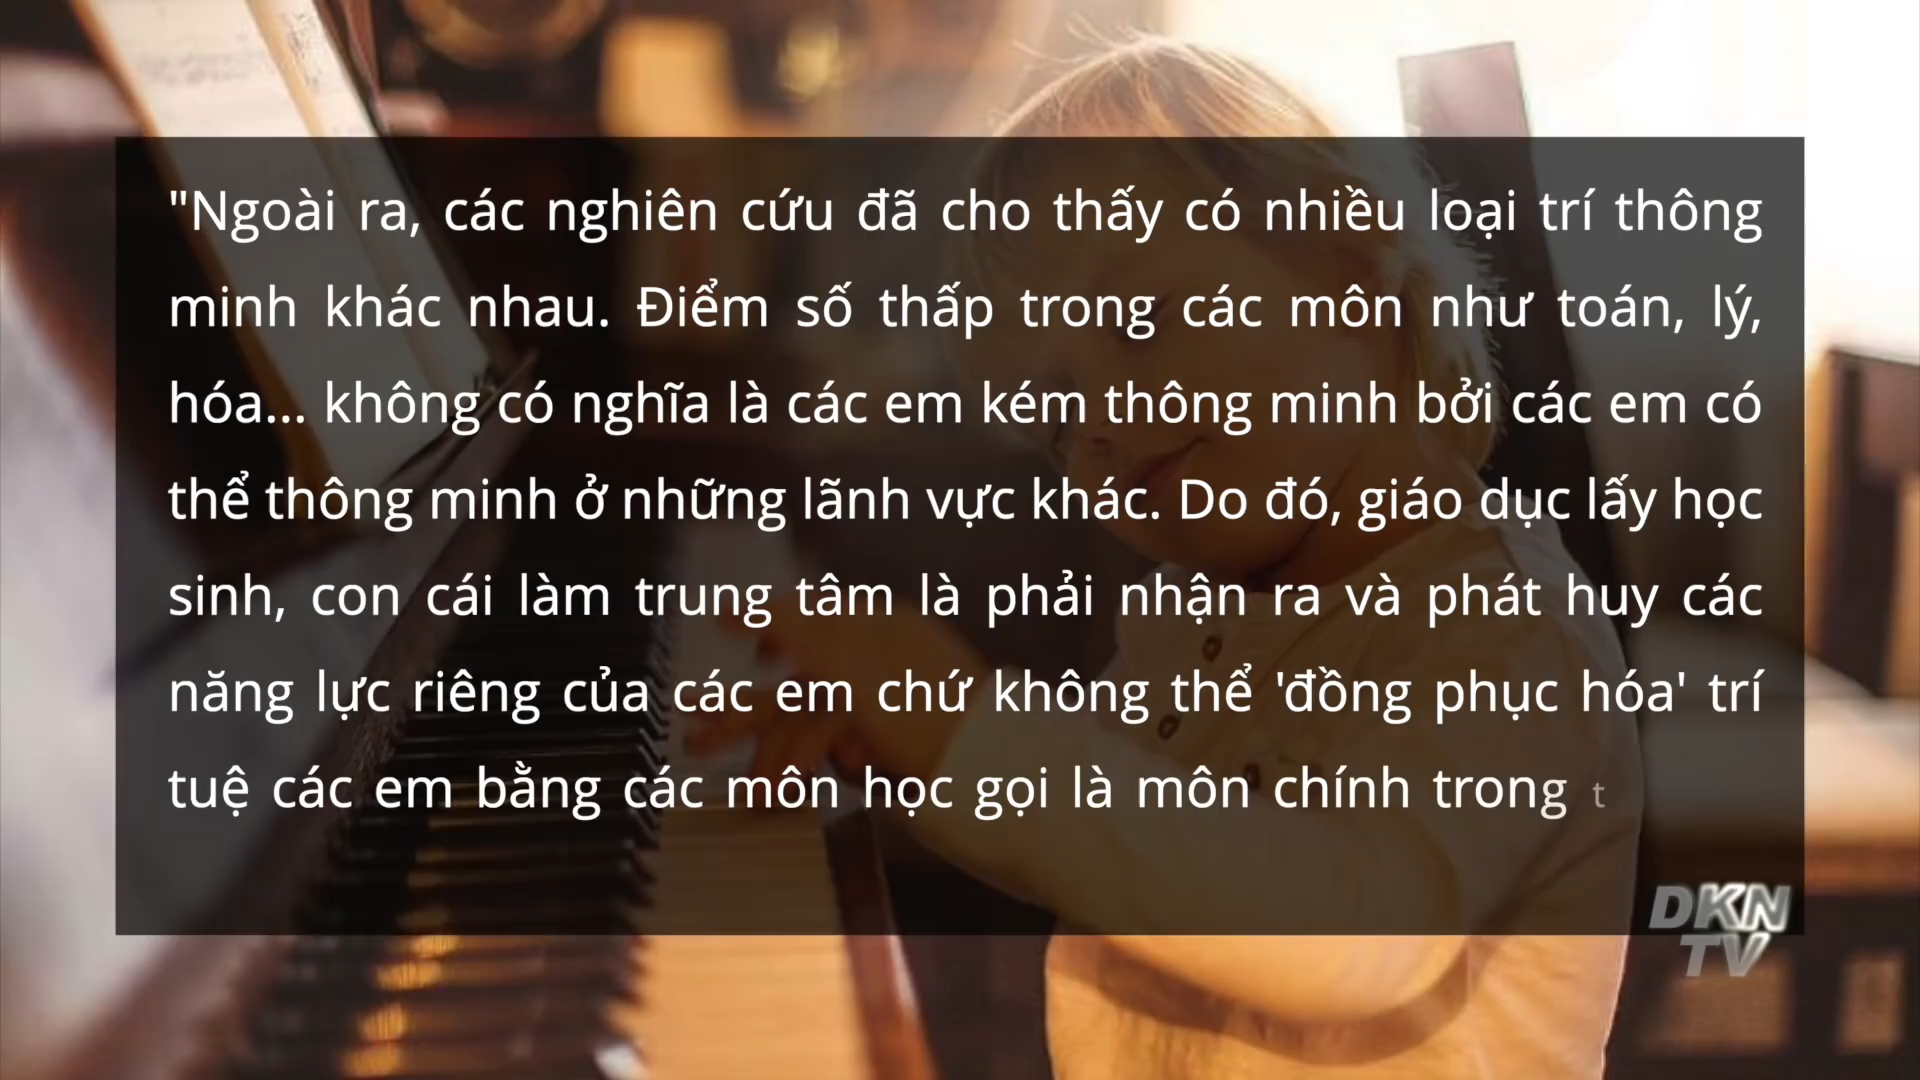 "Ngoài ra, các nghiên cứu đã cho thấy có nhiều loại trí thông
minh khác nhau. Điểm số thấp trong các môn như toán, lý,
hóa... không có nghĩa là các em kém thông minh bởi các em có
thể thông minh ở những lãnh vực khác. Do đó, giáo dục lấy học
sinh, con cái làm trung tâm là phải nhận ra và phát huy các
năng lực riêng của các em chứ không thể 'đồng phục hóa' trí
tuệ các em bằng các môn học gọi là môn chính trong t
DKN
TV